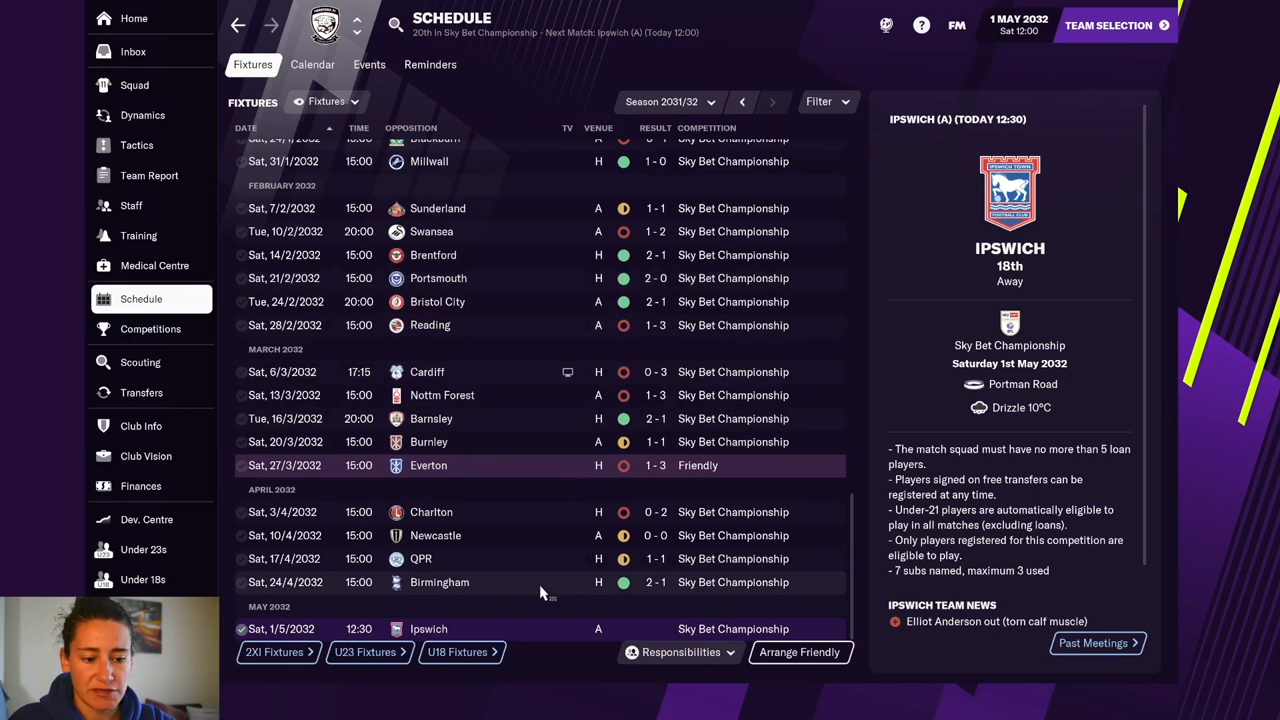 Home
Inbox
Squad
Dynamics
Tactics
Team Report
Staff
Training
Medical Centre
Schedule
Competitions
Scouting
Transfers
Club Info
Club Vision
Finances
Dev. Centre
Under 23s
Under 18s
SCHEDULE
20th in Sky Bet Championship - Next Match: Ipswich (A) (Today 12:00)
FM
1 MAY 2032
Sat 12:00
TEAM SELECTION
Fixtures Calendar Events Reminders
FIXTURES Fixtures Season 2031/32 Filter
DATE TIME OPPOSITION TV VENUE RESULT COMPETITION
Sat, 31/1/2032 15:00 Millwall H 1 - 0 Sky Bet Championship
FEBRUARY 2032
Sat, 7/2/2032 15:00 Sunderland A 1 - 1 Sky Bet Championship
Tue, 10/2/2032 20:00 Swansea A 1 - 2 Sky Bet Championship
Sat, 14/2/2032 15:00 Brentford H 2 - 1 Sky Bet Championship
Sat, 21/2/2032 15:00 Portsmouth H 2 - 0 Sky Bet Championship
Tue, 24/2/2032 20:00 Bristol City A 2 - 1 Sky Bet Championship
Sat, 28/2/2032 15:00 Reading A 1 - 3 Sky Bet Championship
MARCH 2032
Sat, 6/3/2032 17:15 Cardiff H 0 - 3 Sky Bet Championship
Sat, 13/3/2032 15:00 Nottm Forest A 1 - 3 Sky Bet Championship
Tue, 16/3/2032 20:00 Barnsley H 2 - 1 Sky Bet Championship
Sat, 20/3/2032 15:00 Burnley A 1 - 1 Sky Bet Championship
Sat, 27/3/2032 15:00 Everton H 1 - 3 Friendly
APRIL 2032
Sat, 3/4/2032 15:00 Charlton H 0 - 2 Sky Bet Championship
Sat, 10/4/2032 15:00 Newcastle A 0 - 0 Sky Bet Championship
Sat, 17/4/2032 15:00 QPR H 1 - 1 Sky Bet Championship
Sat, 24/4/2032 15:00 Birmingham H 2 - 1 Sky Bet Championship
MAY 2032
Sat, 1/5/2032 12:30 Ipswich A Sky Bet Championship
2XI Fixtures U23 Fixtures U18 Fixtures Responsibilities Arrange Friendly
IPSWICH (A) (TODAY 12:30)
IPSWICH
18th
Away
Sky Bet Championship
Saturday 1st May 2032
Portman Road
Drizzle 10°C
- The match squad must have no more than 5 loan
players.
- Players signed on free transfers can be
registered at any time.
- Under-21 players are automatically eligible to
play in all matches (excluding loans).
- Only players registered for this competition are
eligible to play.
- 7 subs named, maximum 3 used
IPSWICH TEAM NEWS
Elliot Anderson out (torn calf muscle)
Past Meetings